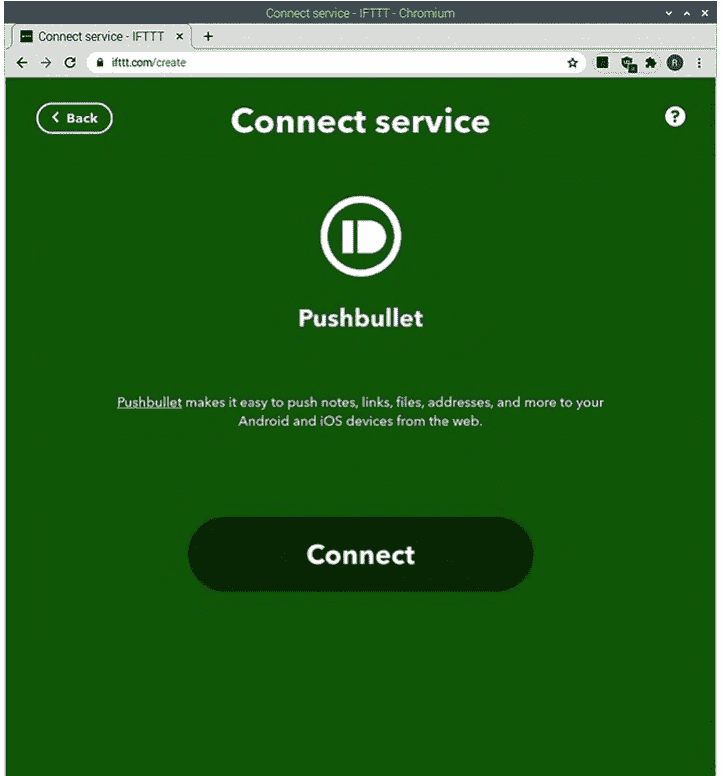 Connect service - IFTTT - Chromium
Connect service - IFTTT
ifttt.com/create
R
Back
Connect service
?
Pushbullet
Pushbullet makes it easy to push notes, links, files, addresses, and more to your
Android and iOS devices from the web.
Connect